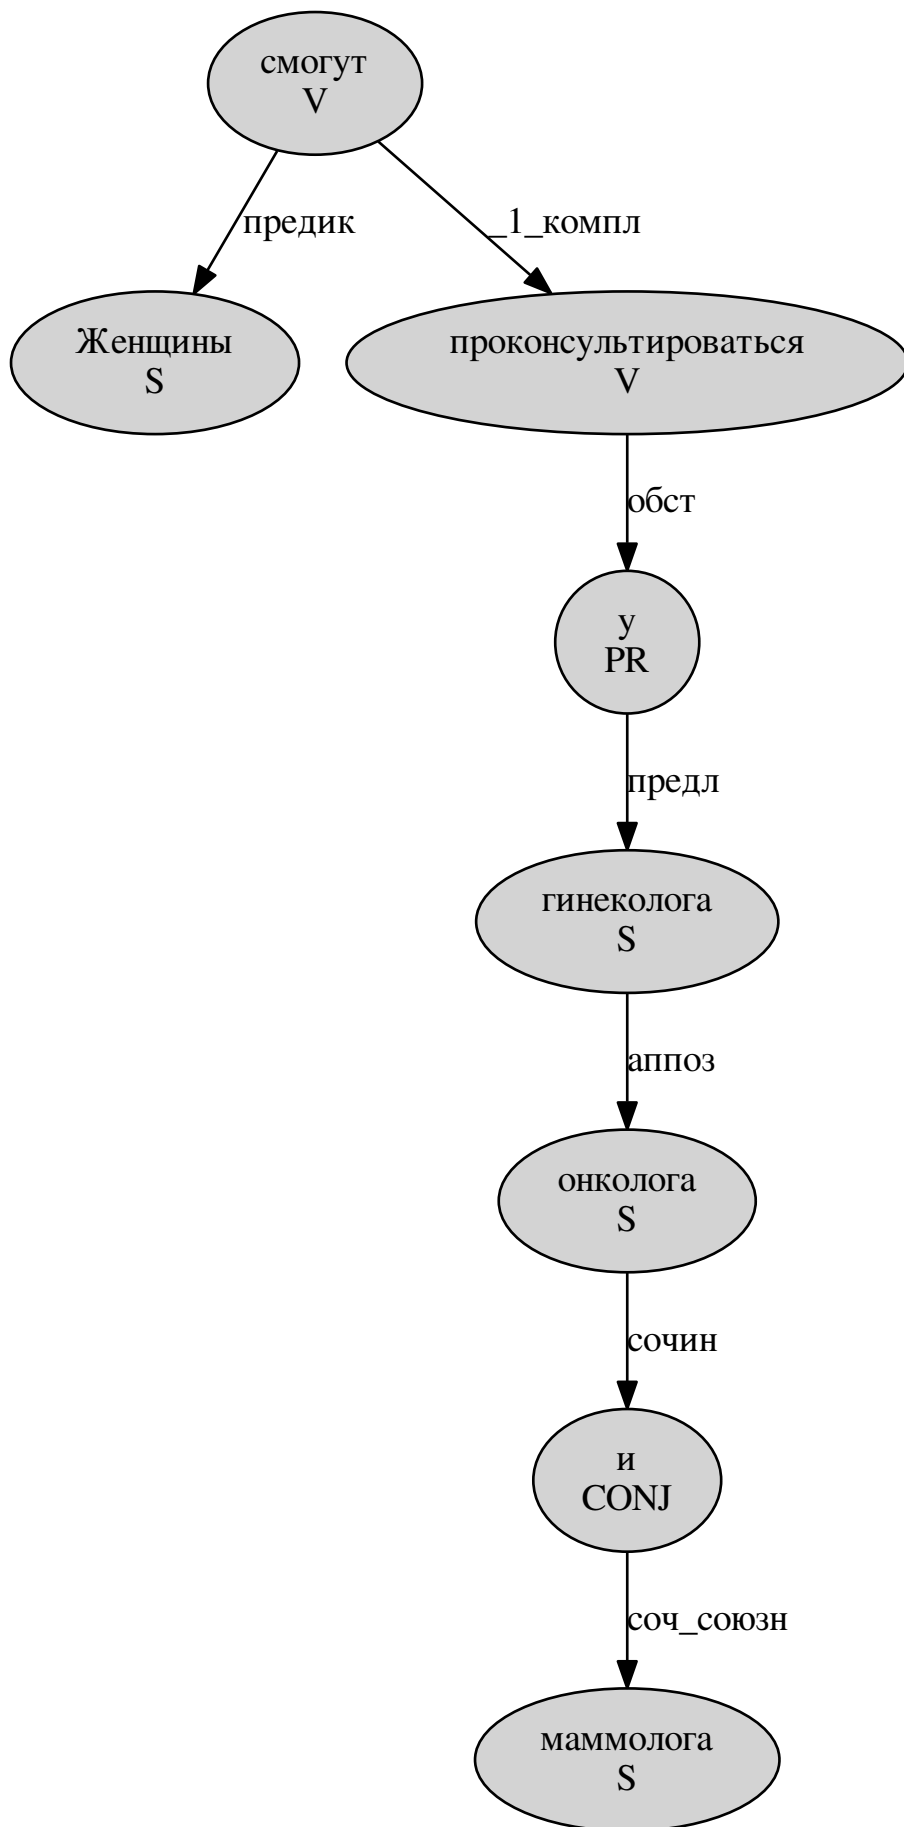 смогут
V
предик
_1_компл
Женщины
S
проконсультироваться
V
обст
у
PR
предл
гинеколога
S
аппоз
онколога
S
сочин
и
CONJ
соч_союзн
маммолога
S